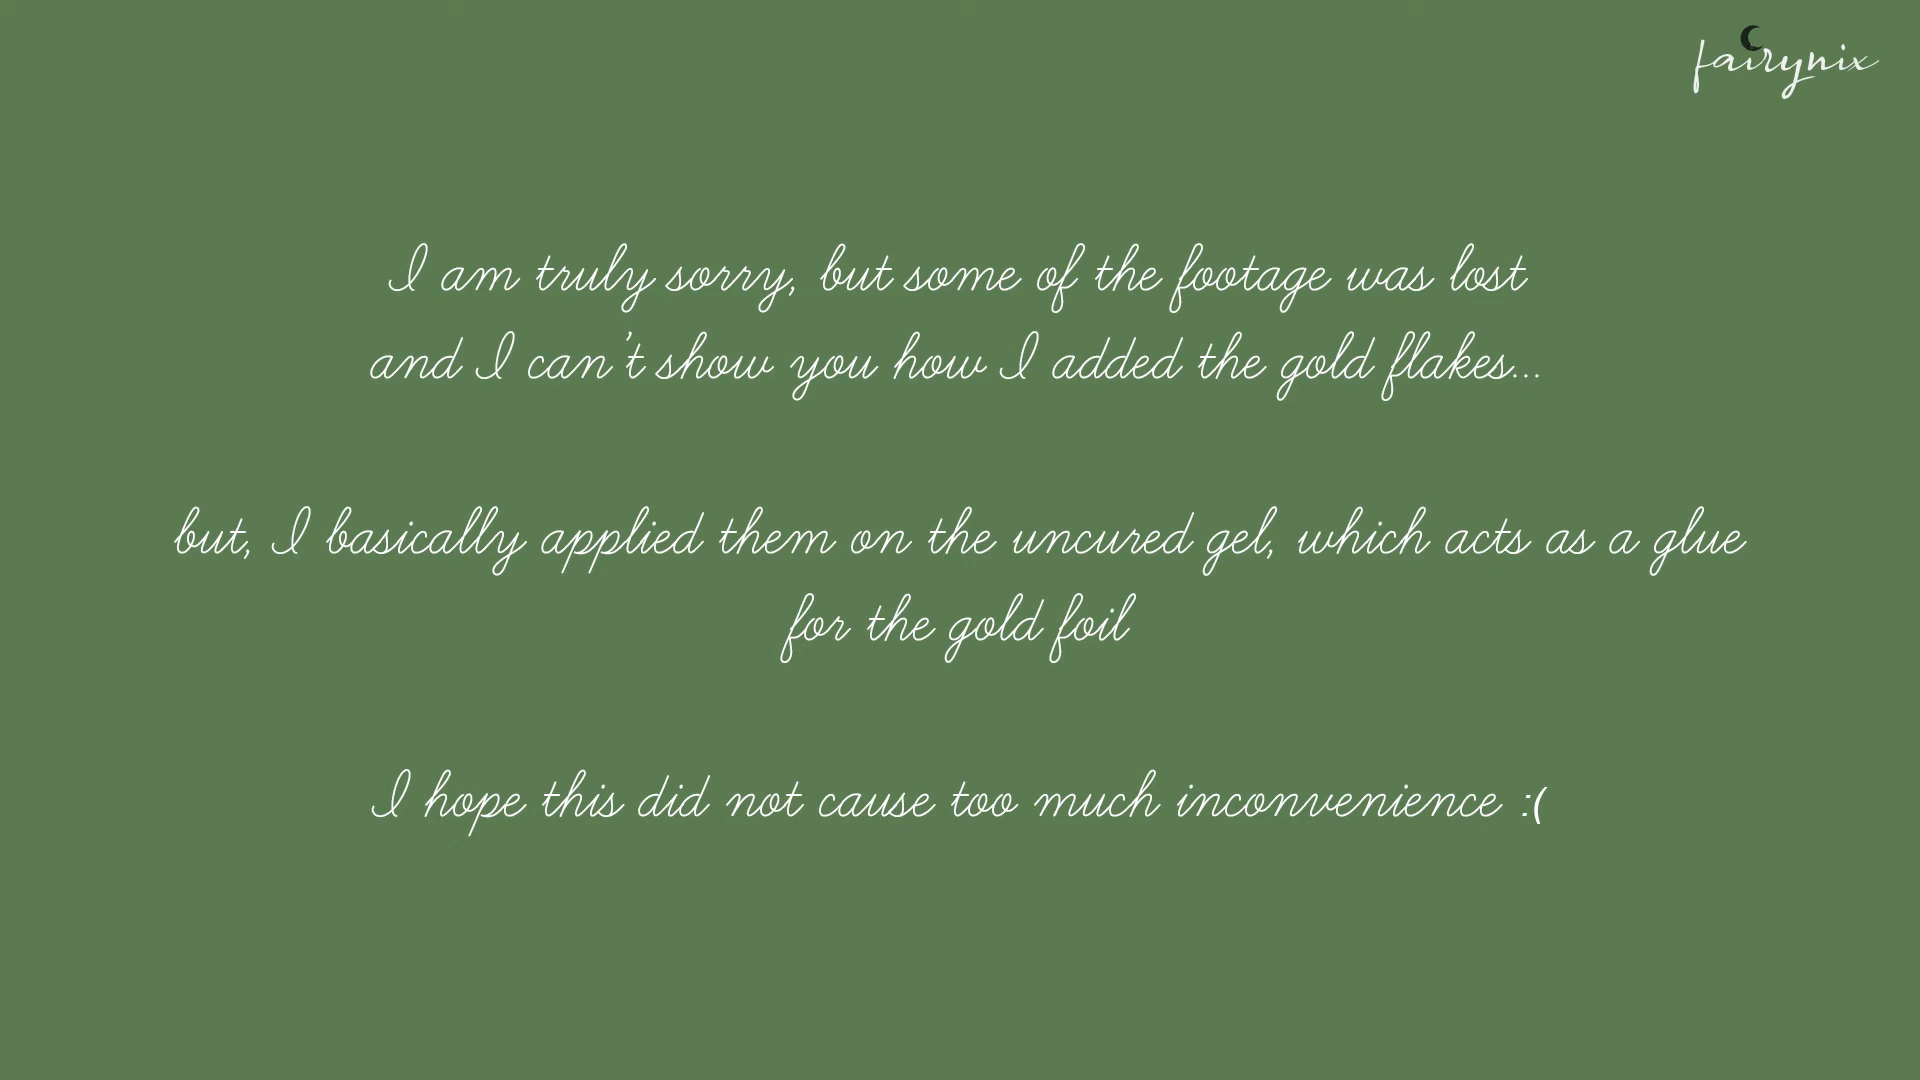 fairynix
I am truly sorry, but some of the footage was lost
and I can't show you how I added the gold flakes...
but, I basically applied them on the uncured gel, which acts as a glue
for the gold foil
I hope this did not cause too much inconvenience :(